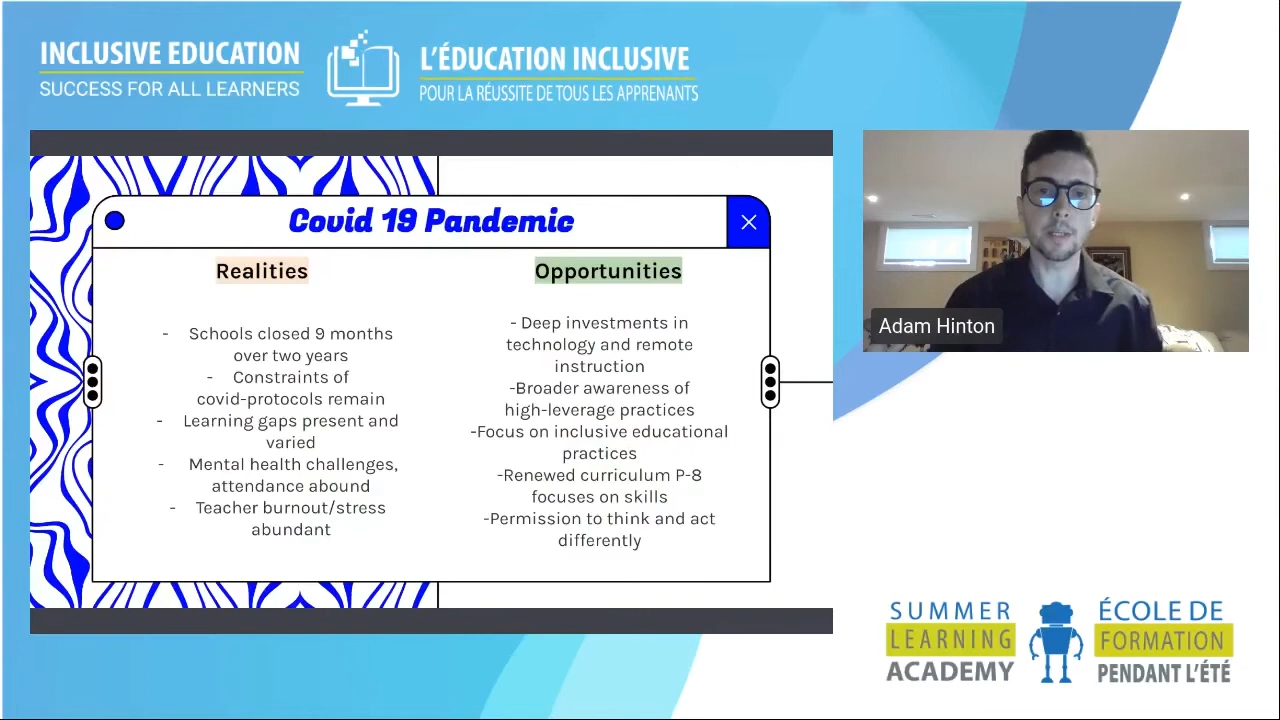 INCLUSIVE EDUCATION
SUCCESS FOR ALL LEARNERS
L'ÉDUCATION INCLUSIVE
POUR LA RÉUSSITE DE TOUS LES APPRENANTS
Covid 19 Pandemic
Realities
- Schools closed 9 months
over two years
- Constraints of
covid-protocols remain
- Learning gaps present and
varied
- Mental health challenges,
attendance abound
- Teacher burnout/stress
abundant
Opportunities
- Deep investments in
technology and remote
instruction
-Broader awareness of
high-leverage practices
-Focus on inclusive educational
practices
-Renewed curriculum P-8
focuses on skills
-Permission to think and act
differently
Adam Hinton
SUMMER
LEARNING
ACADEMY
ÉCOLE DE
FORMATION
PENDANT L'ÉTÉ